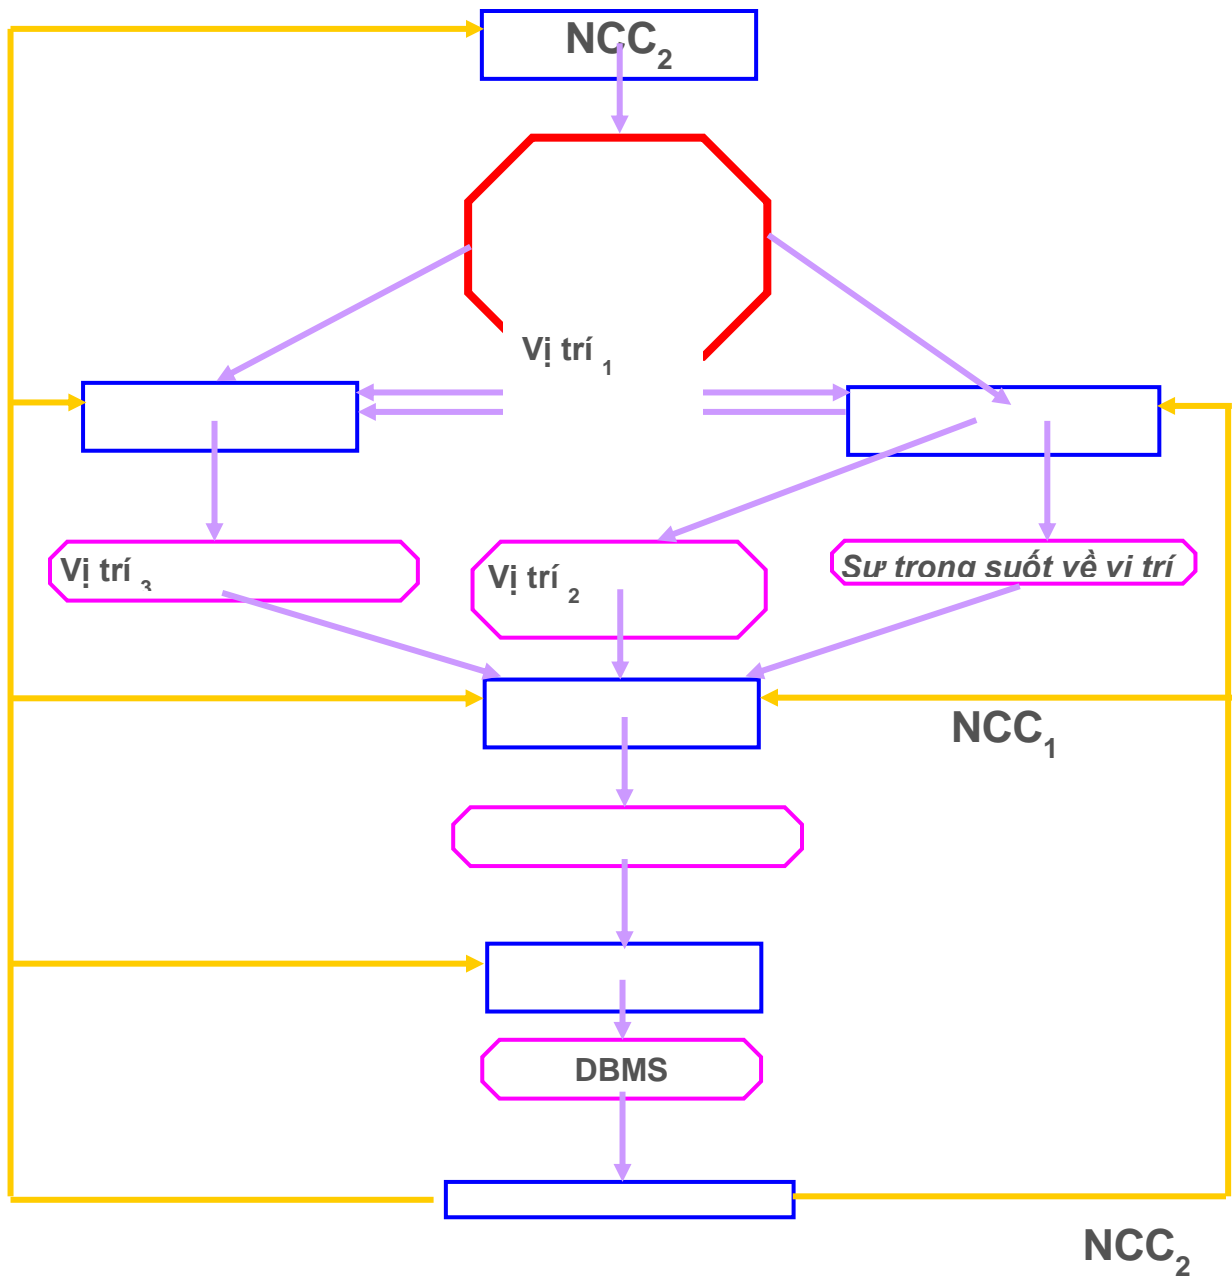 NCC₂
Vị trí ₁
Vị trí ₃
Vị trí ₂
Sự trong suốt về vị trí
NCC₁
DBMS
NCC₂